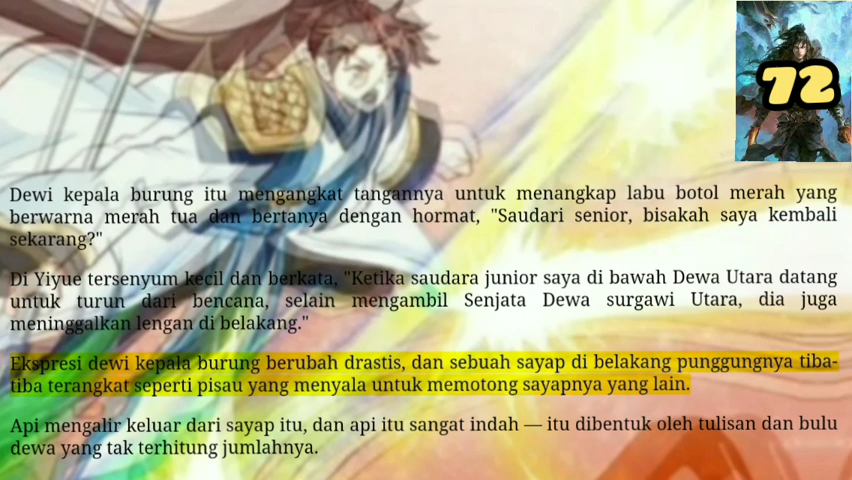 72
Dewi kepala burung itu mengangkat tangannya untuk menangkap labu botol merah yang
berwarna merah tua dan bertanya dengan hormat, "Saudari senior, bisakah saya kembali
sekarang?"
Di Yiyue tersenyum kecil dan berkata, "Ketika saudara junior saya di bawah Dewa Utara datang
untuk turun dari bencana, selain mengambil Senjata Dewa surgawi Utara, dia juga
meninggalkan lengan di belakang."
Ekspresi dewi kepala burung berubah drastis, dan sebuah sayap di belakang punggungnya tiba-
tiba terangkat seperti pisau yang menyala untuk memotong sayapnya yang lain.
Api mengalir keluar dari sayap itu, dan api itu sangat indah — itu dibentuk oleh tulisan dan bulu
dewa yang tak terhitung jumlahnya.